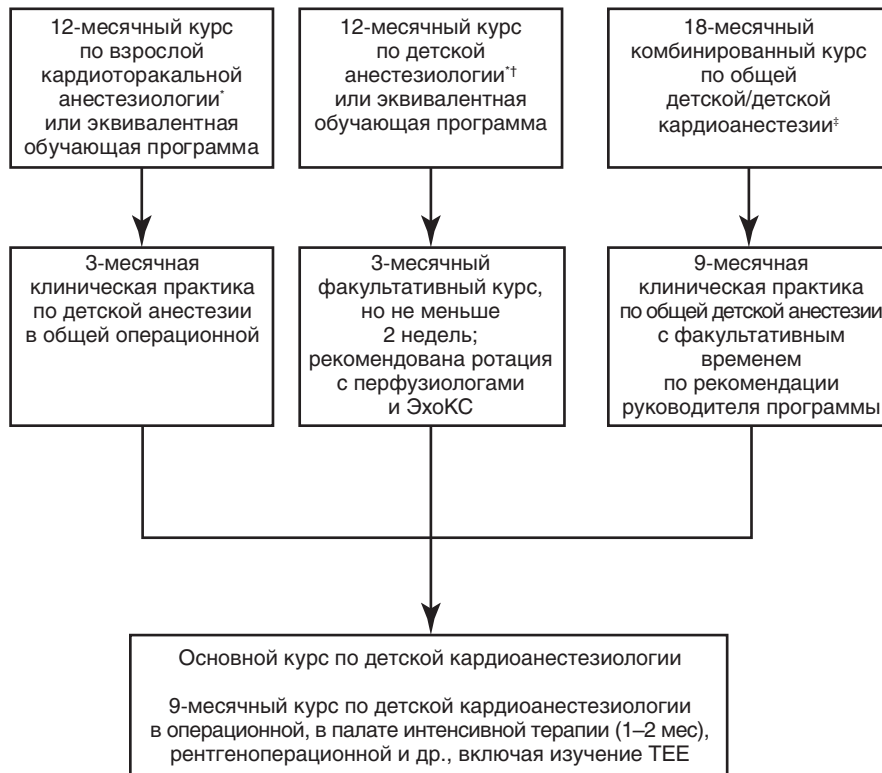 12-месячный курс
по взрослой
кардиоторакальной
анестезиологии*
или эквивалентная
обучающая программа
12-месячный курс
по детской
анестезиологии*†
или эквивалентная
обучающая программа
18-месячный
комбинированный курс
по общей
детской/детской
кардиоанестезии‡
3-месячная
клиническая практика
по детской анестезии
в общей операционной
3-месячный
факультативный курс,
но не меньше
2 недель;
рекомендована ротация
с перфузиологами
и ЭхоКС
9-месячная
клиническая практика
по общей детской анестезии
с факультативным
временем
по рекомендации
руководителя программы
Основной курс по детской кардиоанестезиологии
9-месячный курс по детской кардиоанестезиологии
в операционной, в палате интенсивной терапии (1–2 мес),
рентгеноперационной и др., включая изучение ТЕЕ